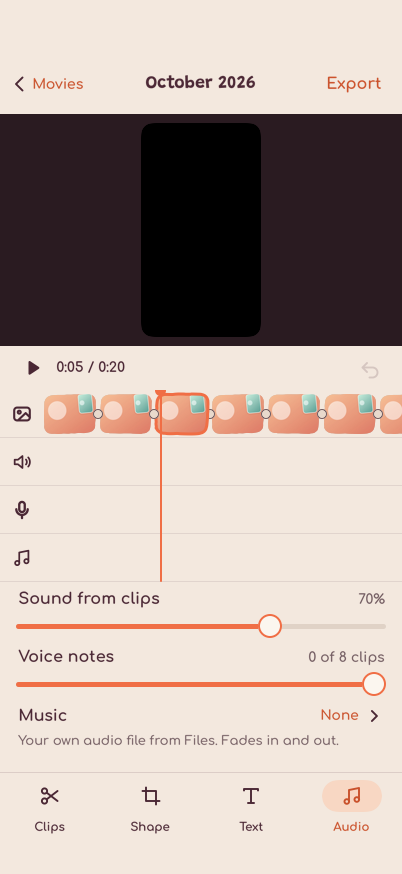 Movies
October 2026
Export
0:05 / 0:20
Sound from clips
70%
Voice notes
0 of 8 clips
Music
None
Your own audio file from Files. Fades in and out.
Clips
Shape
Text
Audio